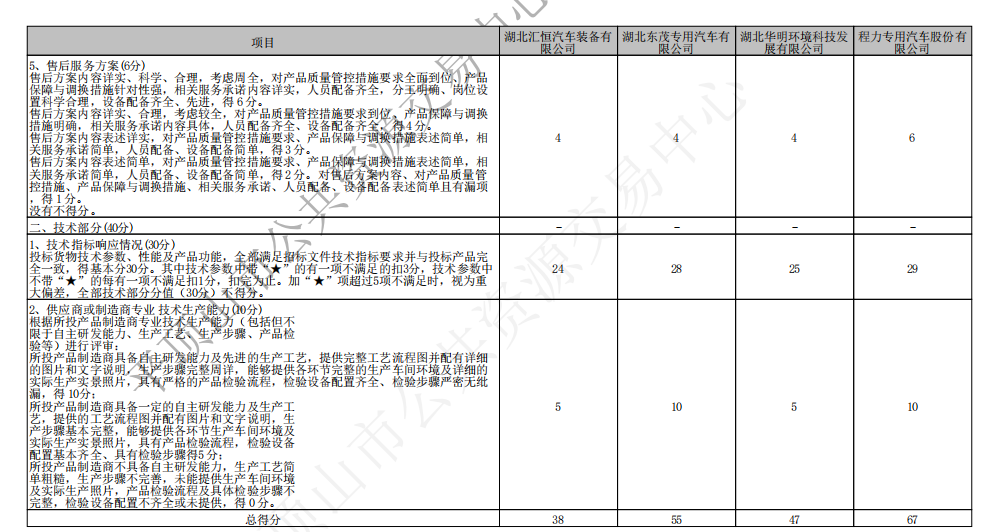 项目
湖北汇恒汽车装备有
限公司
湖北东茂专用汽车有
限公司
湖北华明环境科技发
展有限公司
程力专用汽车股份有
限公司
5、售后服务方案(6分)
售后方案内容详实、科学、合理，考虑周全，对产品质量管控措施要求全面到位、产品
保障与调换措施针对性强，相关服务承诺内容详实，人员配备齐全，分工明确、岗位设
置科学合理，设备配备齐全、先进，得6分。
售后方案内容详实、合理，考虑较全，对产品质量管控措施要求到位、产品保障与调换
措施明确，相关服务承诺内容具体，人员配备齐全、设备配备齐全，得4分。
售后方案内容表述详实，对产品质量管控措施要求、产品保障与调换措施表述简单，相
关服务承诺简单，人员配备、设备配备简单，得3分。
售后方案内容表述简单，对产品质量管控措施要求、产品保障与调换措施表述简单，相
关服务承诺简单，人员配备、设备配备简单，得2分。对售后方案内容、对产品质量管
控措施、产品保障与调换措施、相关服务承诺、人员配备、设备配备表述简单且有漏项
，得1分。
没有不得分。
4
4
4
6
二、技术部分(40分)
-
-
-
-
1、技术指标响应情况(30分)
投标货物技术参数、性能及产品功能，全部满足招标文件技术指标要求并与投标产品完
全一致，得基本分30分。其中技术参数中带“★”的有一项不满足的扣3分，技术参数中
不带“★”的每有一项不满足扣1分，扣完为止。加“★”项超过5项不满足时，视为重
大偏差，全部技术部分分值（30分）不得分。
24
28
25
29
2、供应商或制造商专业 技术生产能力(10分)
根据所投产品制造商专业技术生产能力（包括但不
限于自主研发能力、生产工艺、生产步骤、产品检
验等）进行评审：
所投产品制造商具备自主研发能力及先进的生产工艺，提供完整工艺流程图并配有详细
的图片和文字说明，生产步骤完整周详，能够提供各环节完整的生产车间环境及详细的
实际生产实景照片，具有严格的产品检验流程，检验设备配置齐全、检验步骤严密无纰
漏，得 10分；
所投产品制造商具备一定的自主研发能力及生产工
艺，提供的工艺流程图并配有图片和文字说明，生
产步骤基本完整，能够提供各环节生产车间环境及
实际生产实景照片，具有产品检验流程，检验设备
配置基本齐全、具有检验步骤得5 分；
所投产品制造商不具备自主研发能力，生产工艺简
单粗糙，生产步骤不完善，未能提供生产车间环境
及实际生产照片，产品检验流程及具体检验步骤不
完整，检验设备配置不齐全或未提供，得 0 分。
5
10
5
10
总得分
38
55
47
67
平顶山市公共资源交易中心
顶山市公共资源交易中心